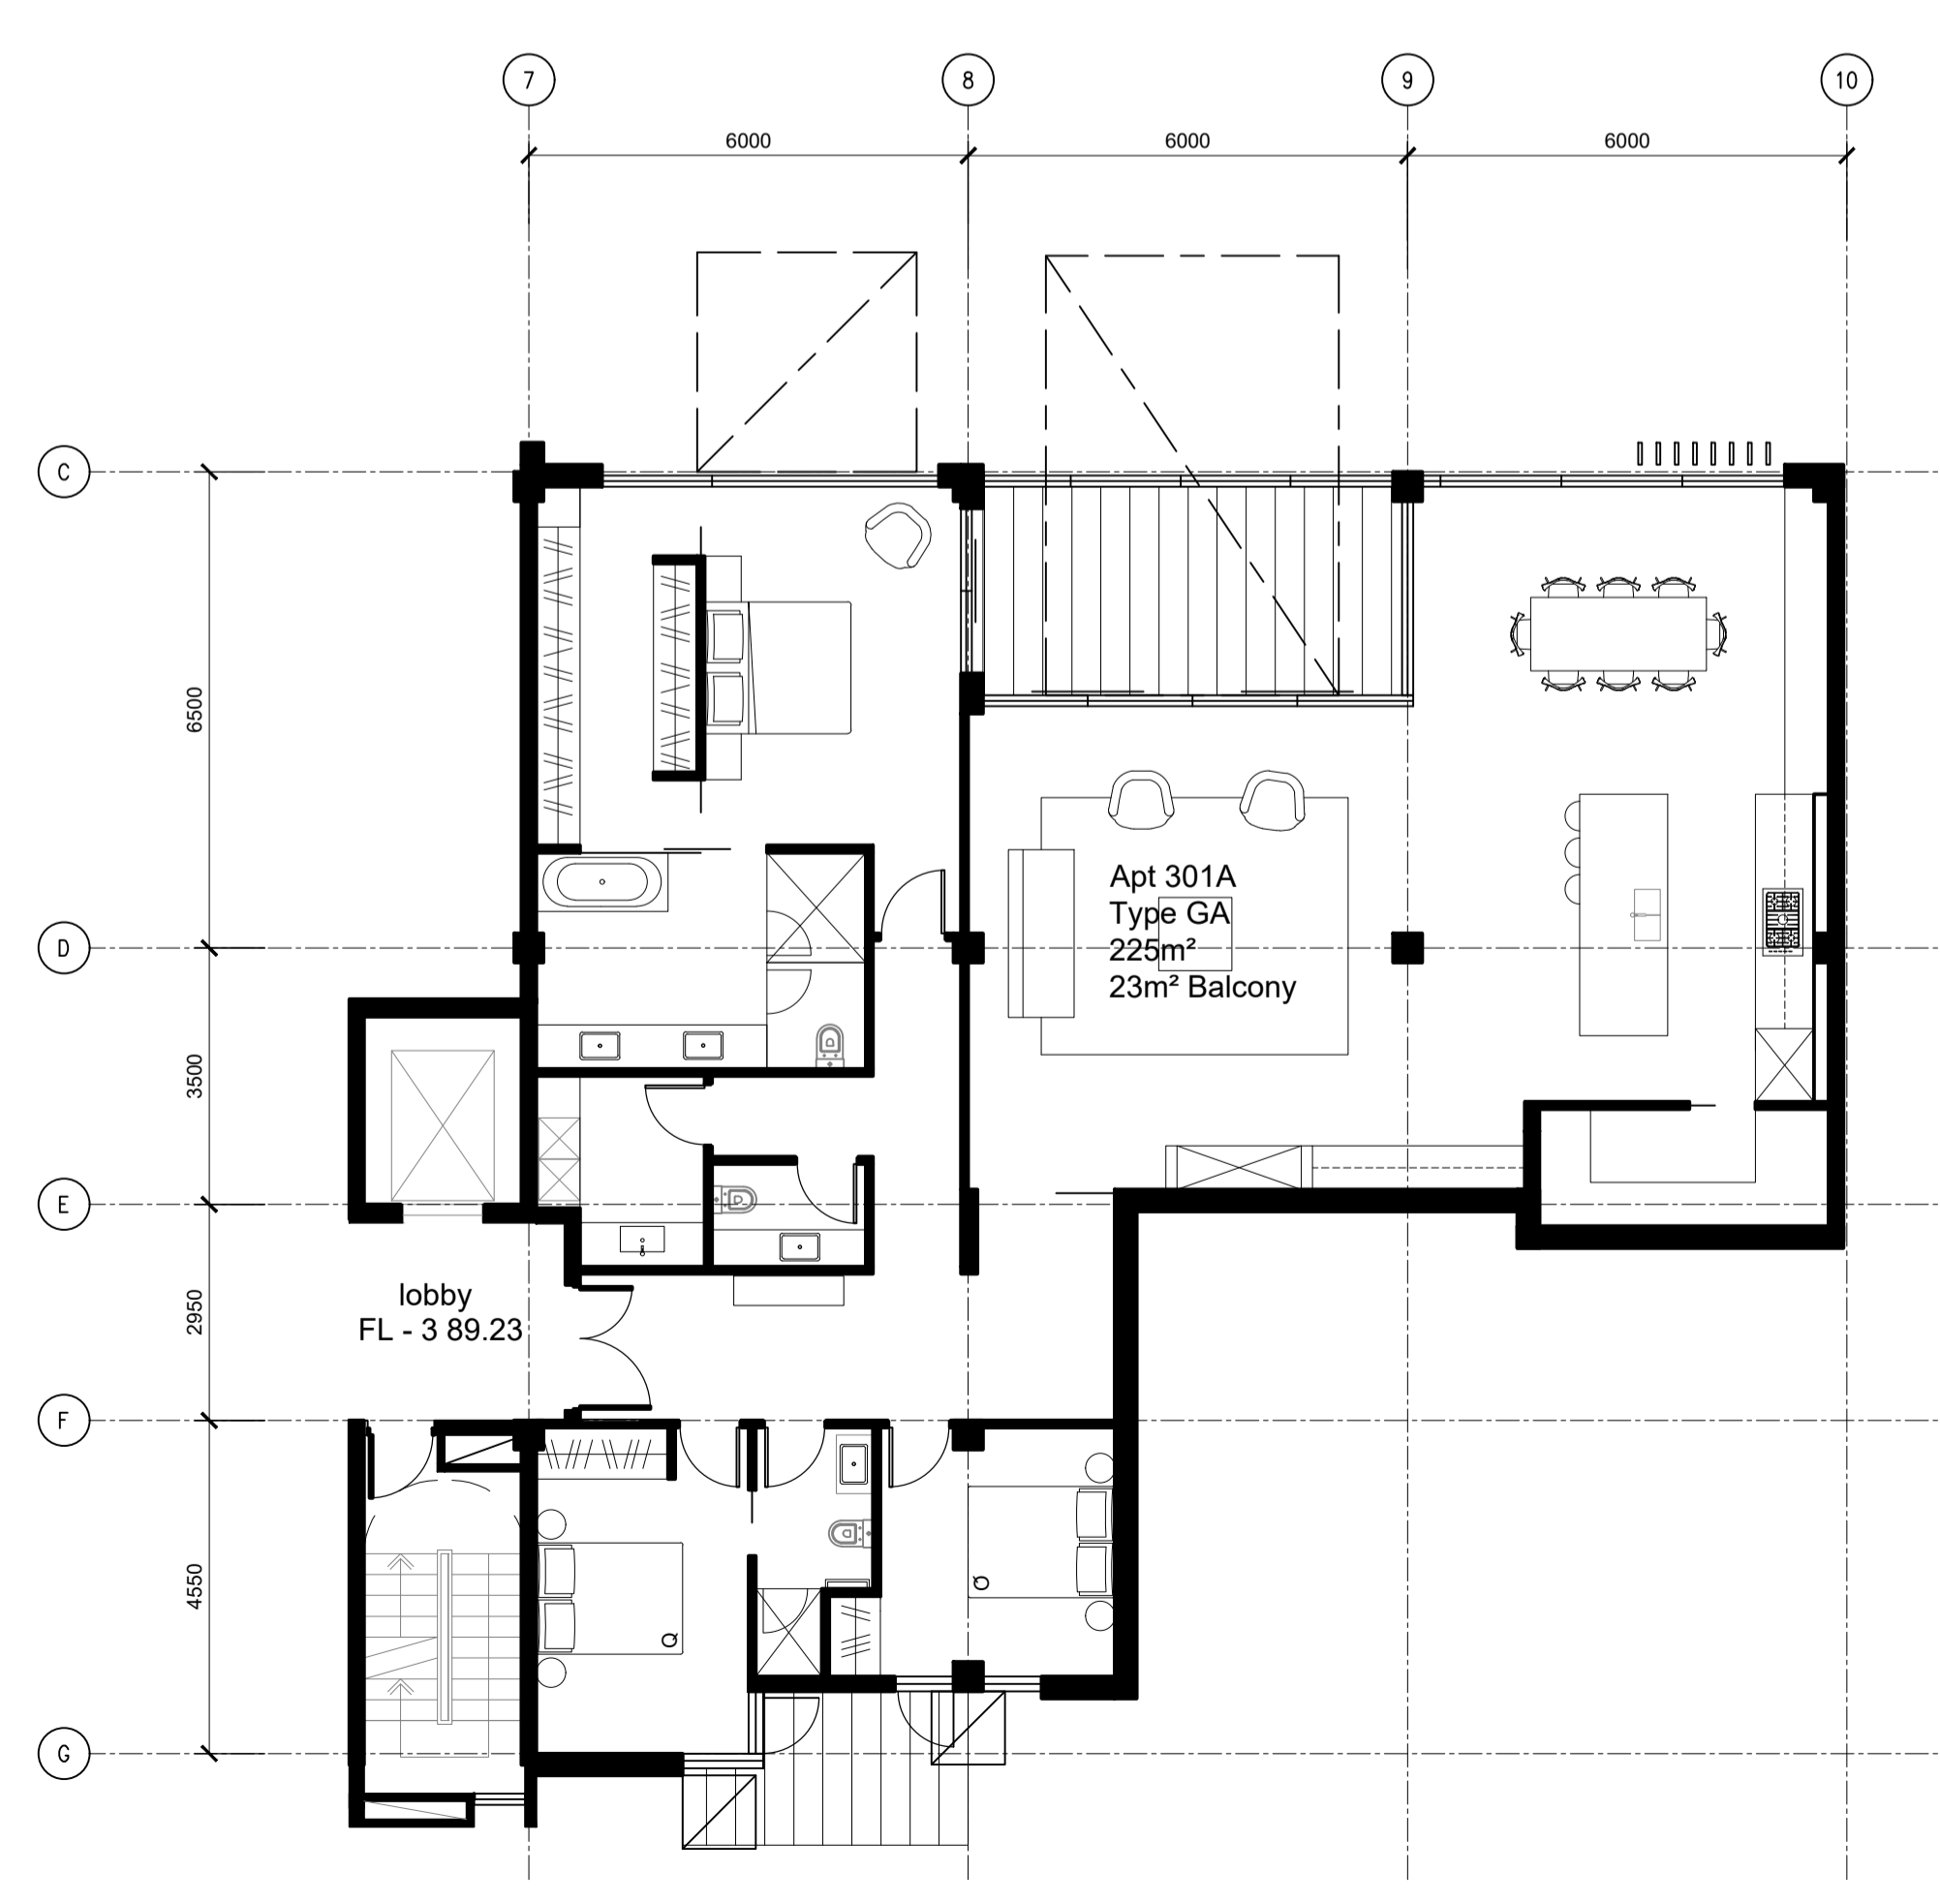 7
8
9
10
6000
6000
6000
C
6500
D
3500
E
2950
F
4550
G
Apt 301A
Type GA
225m²
23m² Balcony
lobby
FL - 3 89.23
Q
Q